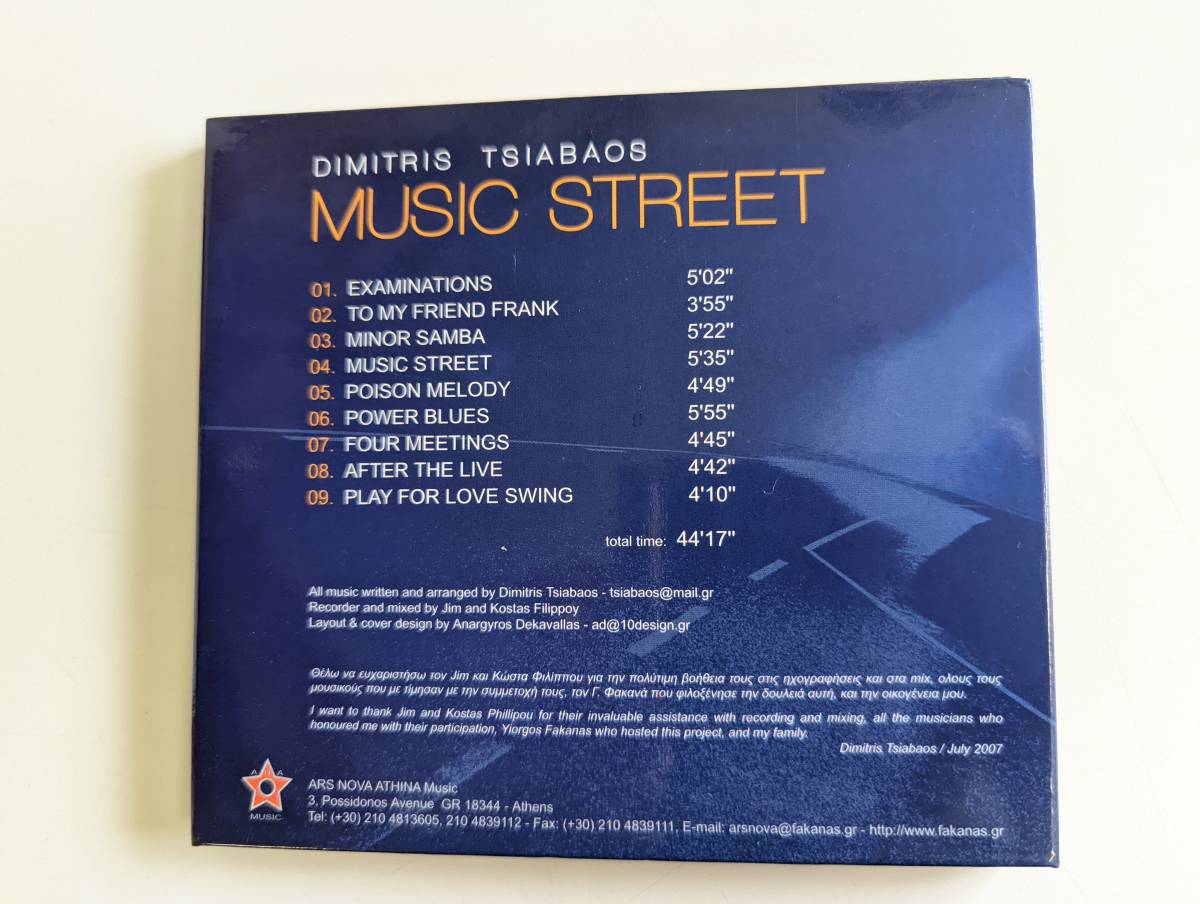 DIMITRIS TSIABAOS
MUSIC STREET
01. EXAMINATIONS 5'02"
02. TO MY FRIEND FRANK 3'55"
03. MINOR SAMBA 5'22"
04. MUSIC STREET 5'35"
05. POISON MELODY 4'49"
06. POWER BLUES 5'55"
07. FOUR MEETINGS 4'45"
08. AFTER THE LIVE 4'42"
09. PLAY FOR LOVE SWING 4'10"
total time: 44'17"
All music written and arranged by Dimitris Tsiabaos - tsiabaos@mail.gr
Recorder and mixed by Jim and Kostas Filippoy
Layout & cover design by Anargyros Dekavallas - ad@10design.gr
Θέλω να ευχαριστήσω τον Jim και Κώστα Φιλίππου για την πολύτιμη βοήθεια τους στις ηχογραφήσεις και στα mix, ολους τους
μουσικούς που με τίμησαν με την συμμετοχή τους, τον Γ. Φακανά που φιλοξένησε την δουλειά αυτή, και την οικογένεια μου.
I want to thank Jim and Kostas Phillipou for their invaluable assistance with recording and mixing, all the musicians who
honoured me with their participation, Yiorgos Fakanas who hosted this project, and my family.
Dimitris Tsiabaos / July 2007
A N A
MUSIC
ARS NOVA ATHINA Music
3, Possidonos Avenue GR 18344 - Athens
Tel: (+30) 210 4813605, 210 4839112 - Fax: (+30) 210 4839111, E-mail: arsnova@fakanas.gr - http://www.fakanas.gr